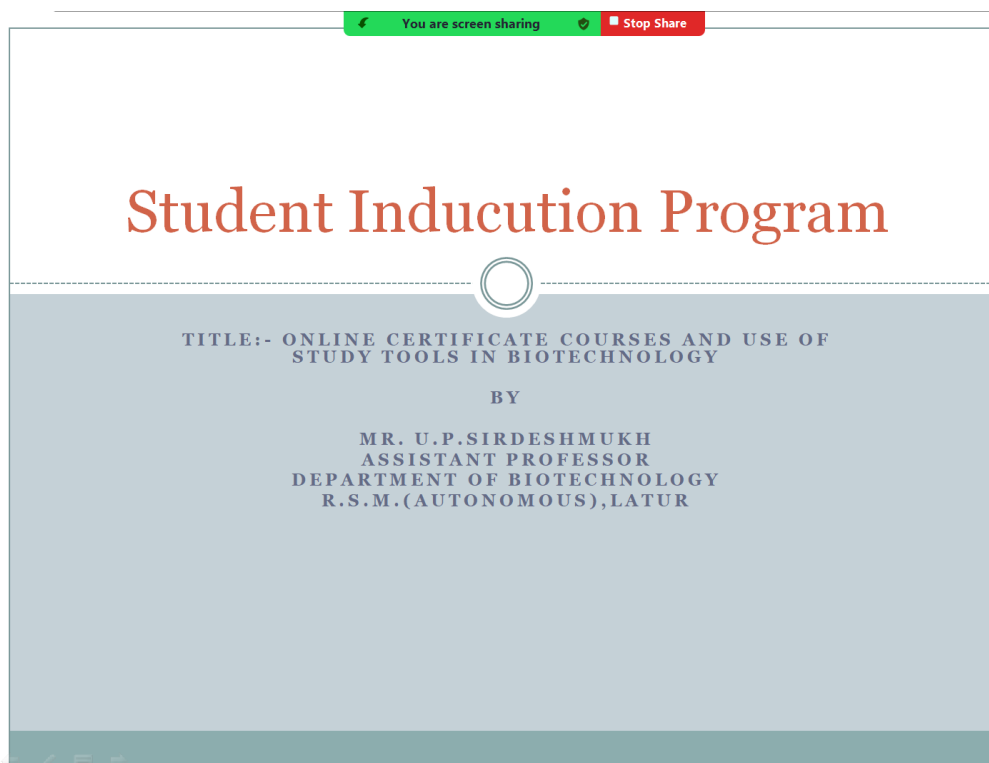 You are screen sharing Stop Share
Student Inducution Program
TITLE:- ONLINE CERTIFICATE COURSES AND USE OF
STUDY TOOLS IN BIOTECHNOLOGY
BY
MR. U.P.SIRDESHMUKH
ASSISTANT PROFESSOR
DEPARTMENT OF BIOTECHNOLOGY
R.S.M.(AUTONOMOUS),LATUR